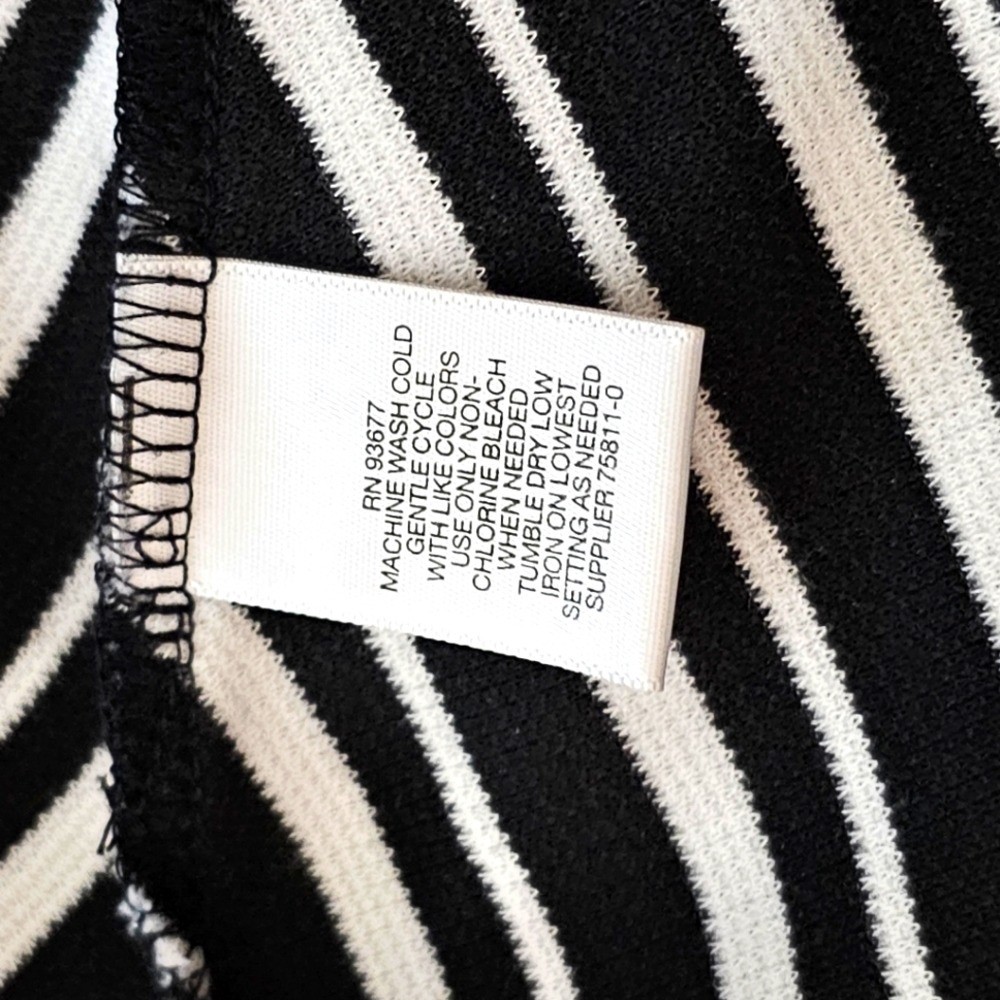 RN 93677
MACHINE WASH COLD
GENTLE CYCLE
WITH LIKE COLORS
USE ONLY NON-
CHLORINE BLEACH
WHEN NEEDED
TUMBLE DRY LOW
IRON ON LOWEST
SETTING AS NEEDED
SUPPLIER 75811-0